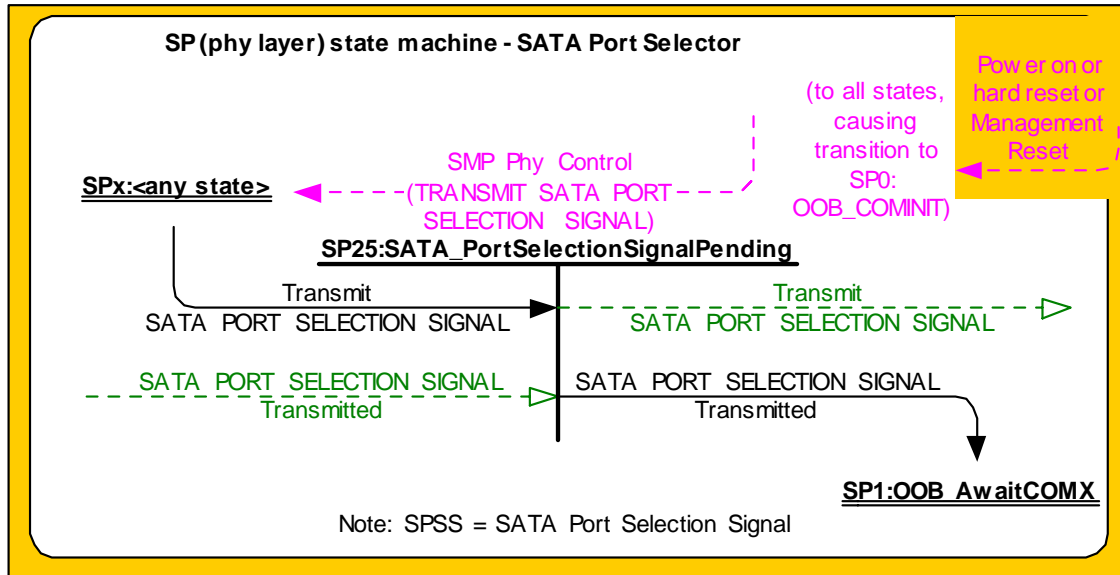 SP (phy layer) state machine - SATA Port Selector
Power on or
hard reset or
Management
Reset
(to all states,
causing
transition to
SP0:
OOB_COMINIT)
SMP Phy Control
(TRANSMIT SATA PORT
SELECTION SIGNAL)
SPx:<any state>
SP25:SATA_PortSelectionSignalPending
Transmit
SATA PORT SELECTION SIGNAL
Transmit
SATA PORT SELECTION SIGNAL
SATA PORT SELECTION SIGNAL
Transmitted
SATA PORT SELECTION SIGNAL
Transmitted
SP1:OOB_AwaitCOMX
Note: SPSS = SATA Port Selection Signal